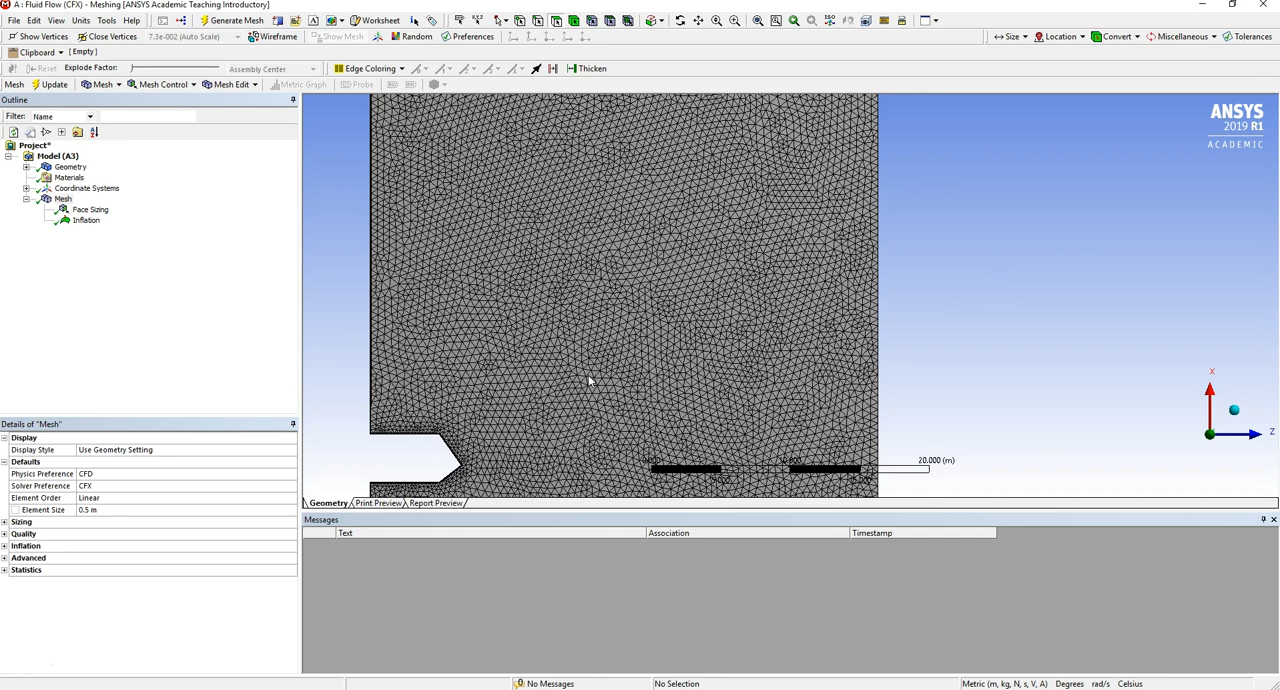 A : Fluid Flow (CFX) - Meshing [ANSYS Academic Teaching Introductory]
File Edit View Units Tools Help Generate Mesh Worksheet
Show Vertices Close Vertices 7.3e-002 (Auto Scale) Wireframe Show Mesh Random Preferences Size Location Convert Miscellaneous Tolerances
Clipboard [ Empty ]
Reset Explode Factor: Assembly Center Edge Coloring Thicken
Mesh Update Mesh Mesh Control Mesh Edit Metric Graph Probe
Outline
Filter: Name
Project*
Model (A3)
Geometry
Materials
Coordinate Systems
Mesh
Face Sizing
Inflation
ANSYS
2019 R1
ACADEMIC
X
Z
20.000 (m)
Details of "Mesh"
Display
Display Style Use Geometry Setting
Defaults
Physics Preference CFD
Solver Preference CFX
Element Order Linear
Element Size 0.5 m
Sizing
Quality
Inflation
Advanced
Statistics
Geometry Print Preview Report Preview
Messages
Text Association Timestamp
No Messages No Selection Metric (m, kg, N, s, V, A) Degrees rad/s Celsius